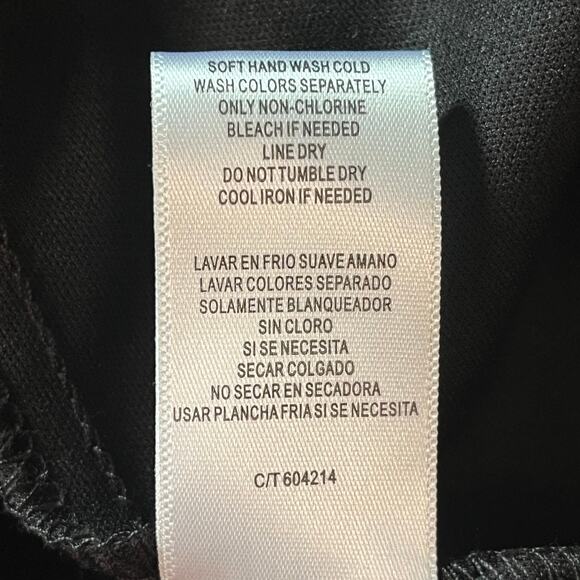 SOFT HAND WASH COLD
WASH COLORS SEPARATELY
ONLY NON-CHLORINE
BLEACH IF NEEDED
LINE DRY
DO NOT TUMBLE DRY
COOL IRON IF NEEDED
LAVAR EN FRIO SUAVE AMANO
LAVAR COLORES SEPARADO
SOLAMENTE BLANQUEADOR
SIN CLORO
SI SE NECESITA
SECAR COLGADO
NO SECAR EN SECADORA
USAR PLANCHA FRIA SI SE NECESITA
C/T 604214